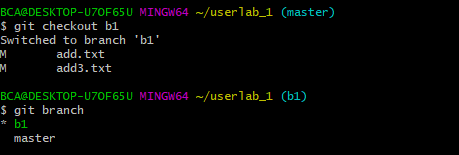 BCA@DESKTOP-U7OF65U MINGW64 ~/userlab_1 (master)
$ git checkout b1
Switched to branch 'b1'
M       add.txt
M       add3.txt
BCA@DESKTOP-U7OF65U MINGW64 ~/userlab_1 (b1)
$ git branch
* b1
  master